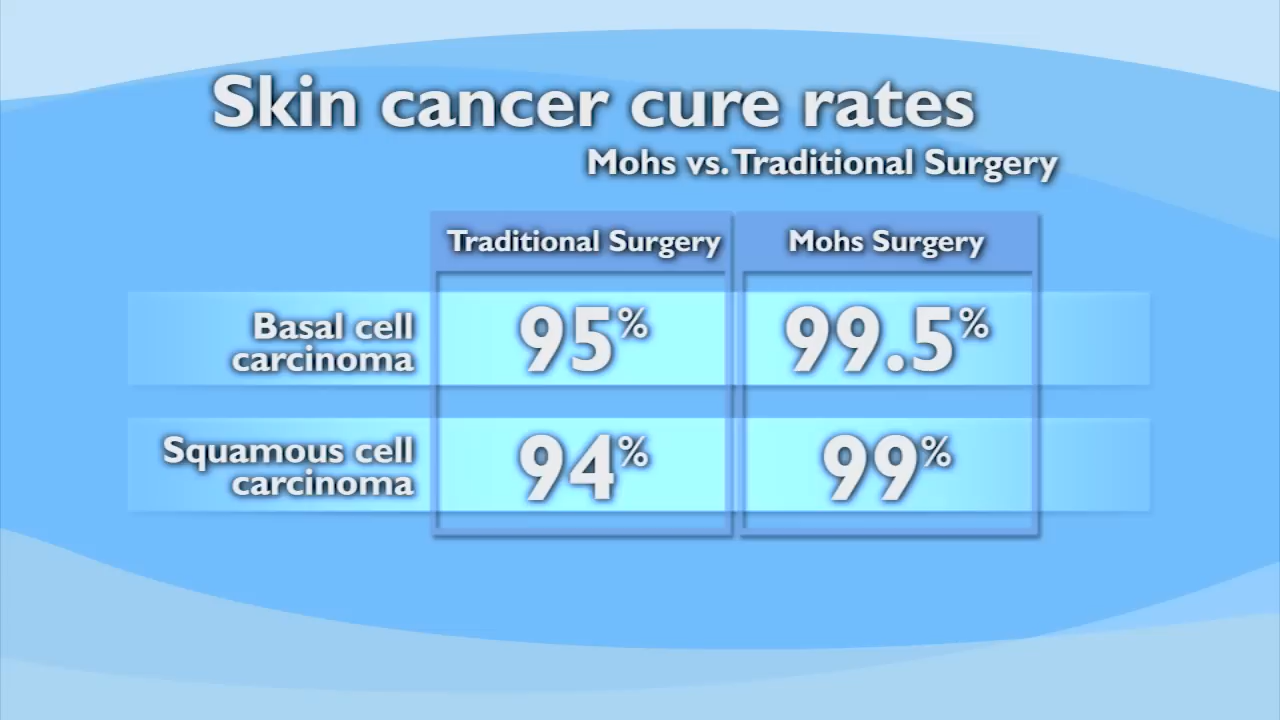 Skin cancer cure rates
Mohs vs. Traditional Surgery
Traditional Surgery Mohs Surgery
Basal cell
carcinoma
95% 99.5%
Squamous cell
carcinoma
94% 99%